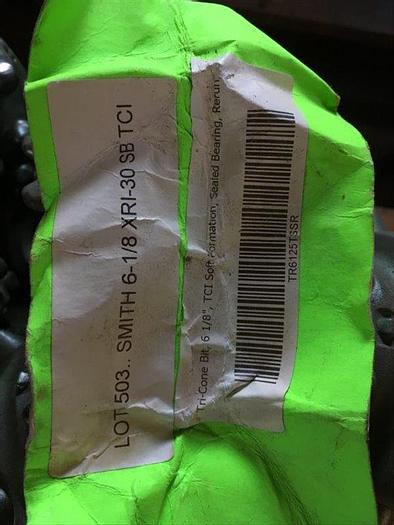 LOT 503.. SMITH 6-1/8 XRI-30 SB TCI
Tri-Cone Bit, 6 1/8", TCI Soft Formation, Sealed Bearing, Rerun
TR6125TSSR